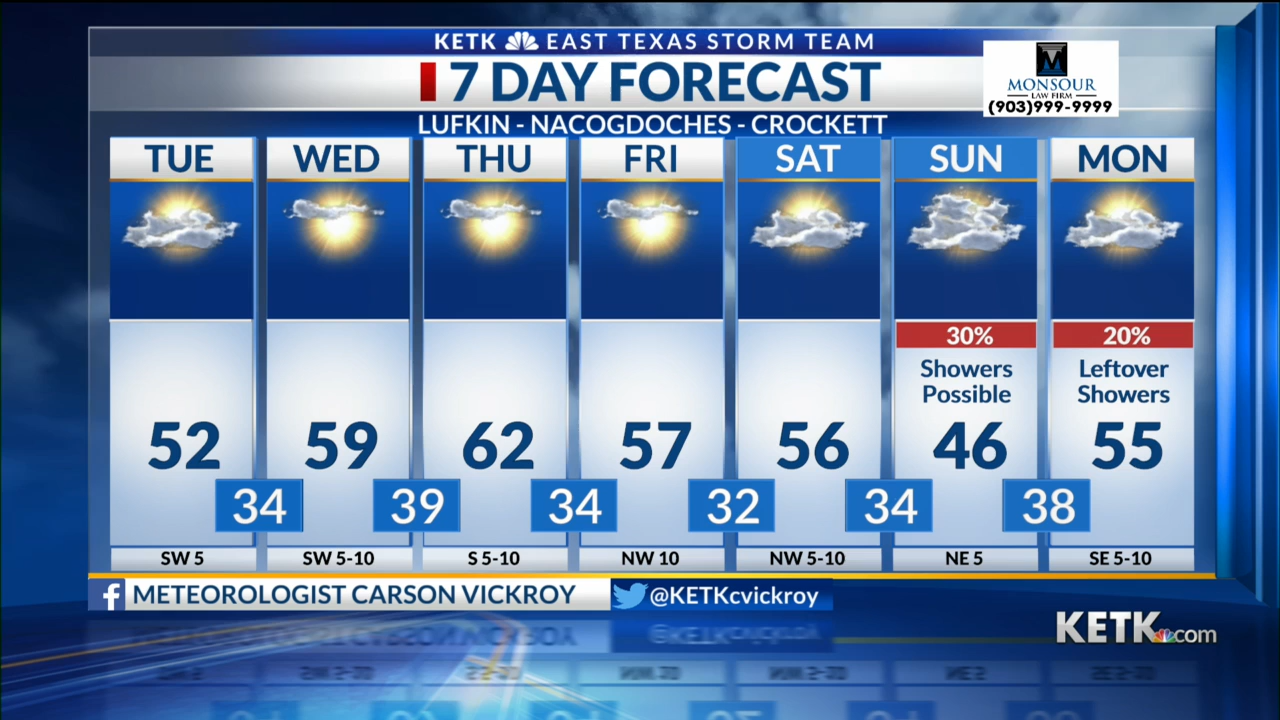 KETK EAST TEXAS STORM TEAM
7 DAY FORECAST
M
MONSOUR
LAW FIRM
(903)999-9999
LUFKIN - NACOGDOCHES - CROCKETT
TUE WED THU FRI SAT SUN MON
30% 20%
Showers Possible
Leftover Showers
52 59 62 57 56 46 55
34 39 34 32 34 38
SW 5 SW 5-10 S 5-10 NW 10 NW 5-10 NE 5 SE 5-10
f METEOROLOGIST CARSON VICKROY @KETKcvickroy
KETK.com